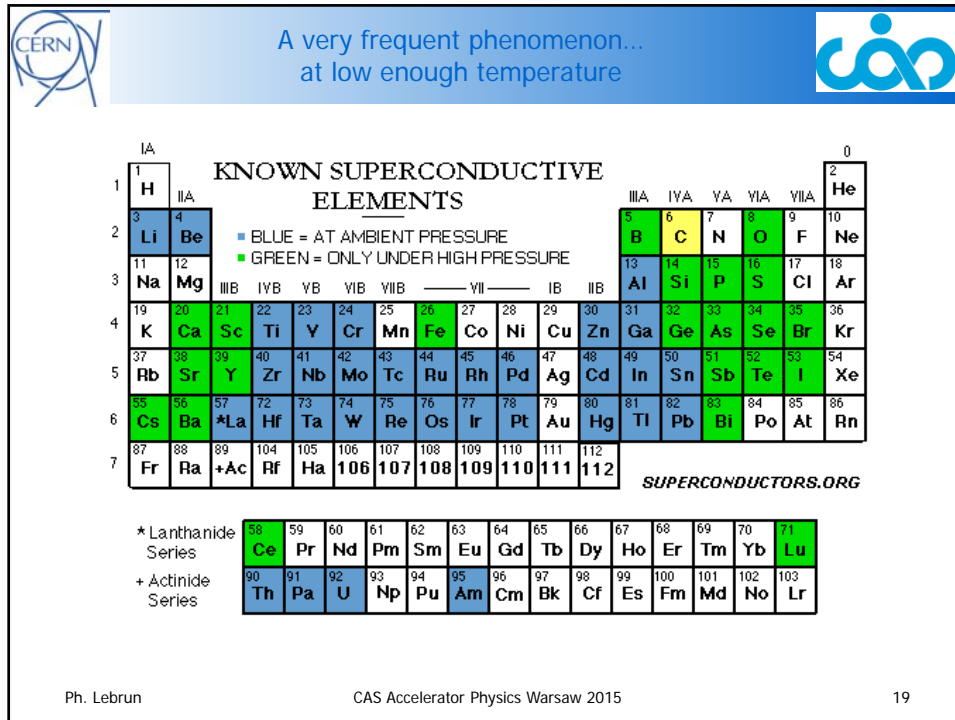 CERN
A very frequent phenomenon...
at low enough temperature
cas
KNOWN SUPERCONDUCTIVE
ELEMENTS
BLUE = AT AMBIENT PRESSURE
GREEN = ONLY UNDER HIGH PRESSURE
IA 0
1 1 H 2 He
IIA IIIA IVA VA VIA VIIA
2 3 Li 4 Be 5 B 6 C 7 N 8 O 9 F 10 Ne
3 11 Na 12 Mg IIIB IVB VB VIB VIIB VII IB IIB 13 Al 14 Si 15 P 16 S 17 Cl 18 Ar
4 19 K 20 Ca 21 Sc 22 Ti 23 V 24 Cr 25 Mn 26 Fe 27 Co 28 Ni 29 Cu 30 Zn 31 Ga 32 Ge 33 As 34 Se 35 Br 36 Kr
5 37 Rb 38 Sr 39 Y 40 Zr 41 Nb 42 Mo 43 Tc 44 Ru 45 Rh 46 Pd 47 Ag 48 Cd 49 In 50 Sn 51 Sb 52 Te 53 I 54 Xe
6 55 Cs 56 Ba 57 *La 72 Hf 73 Ta 74 W 75 Re 76 Os 77 Ir 78 Pt 79 Au 80 Hg 81 Tl 82 Pb 83 Bi 84 Po 85 At 86 Rn
7 87 Fr 88 Ra 89 +Ac 104 Rf 105 Ha 106 106 107 107 108 108 109 109 110 110 111 111 112 112
SUPERCONDUCTORS.ORG
* Lanthanide
Series
58 Ce 59 Pr 60 Nd 61 Pm 62 Sm 63 Eu 64 Gd 65 Tb 66 Dy 67 Ho 68 Er 69 Tm 70 Yb 71 Lu
+ Actinide
Series
90 Th 91 Pa 92 U 93 Np 94 Pu 95 Am 96 Cm 97 Bk 98 Cf 99 Es 100 Fm 101 Md 102 No 103 Lr
Ph. Lebrun
CAS Accelerator Physics Warsaw 2015
19